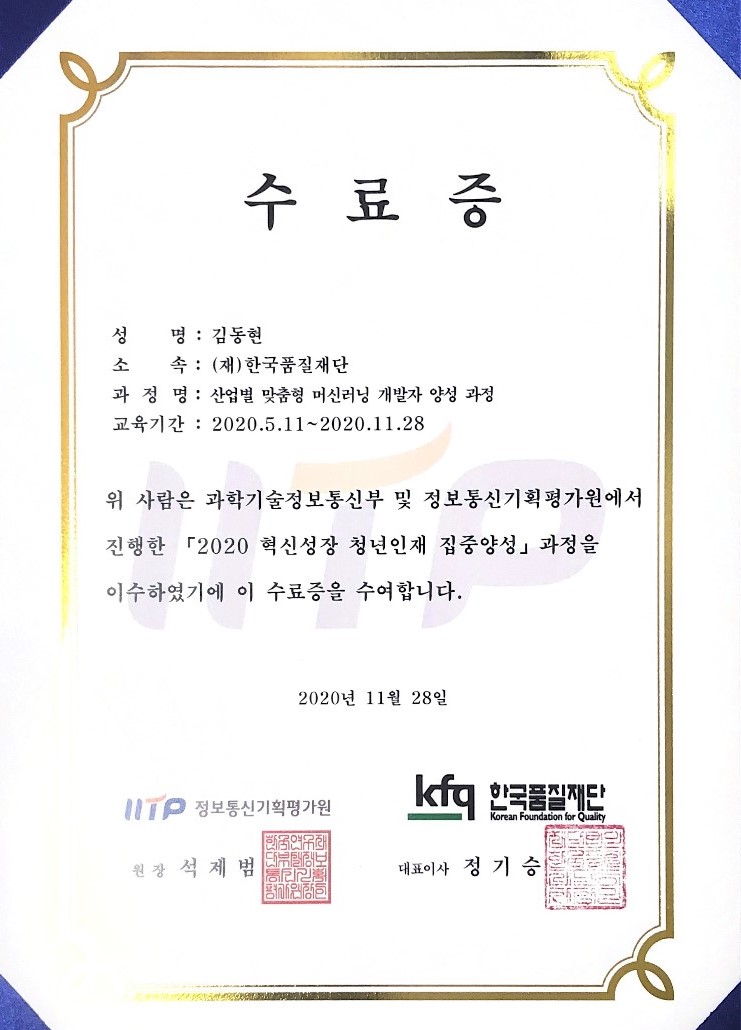 수 료 증
성 명 : 김동현
소 속 : (재)한국품질재단
과 정 명 : 산업별 맞춤형 머신러닝 개발자 양성 과정
교육기간 : 2020.5.11~2020.11.28
위 사람은 과학기술정보통신부 및 정보통신기획평가원에서
진행한 「2020 혁신성장 청년인재 집중양성」과정을
이수하였기에 이 수료증을 수여합니다.
IITP
2020년 11월 28일
IITP 정보통신기획평가원
kfq 한국품질재단
Korean Foundation for Quality
원장 석제범
대표이사 정기승